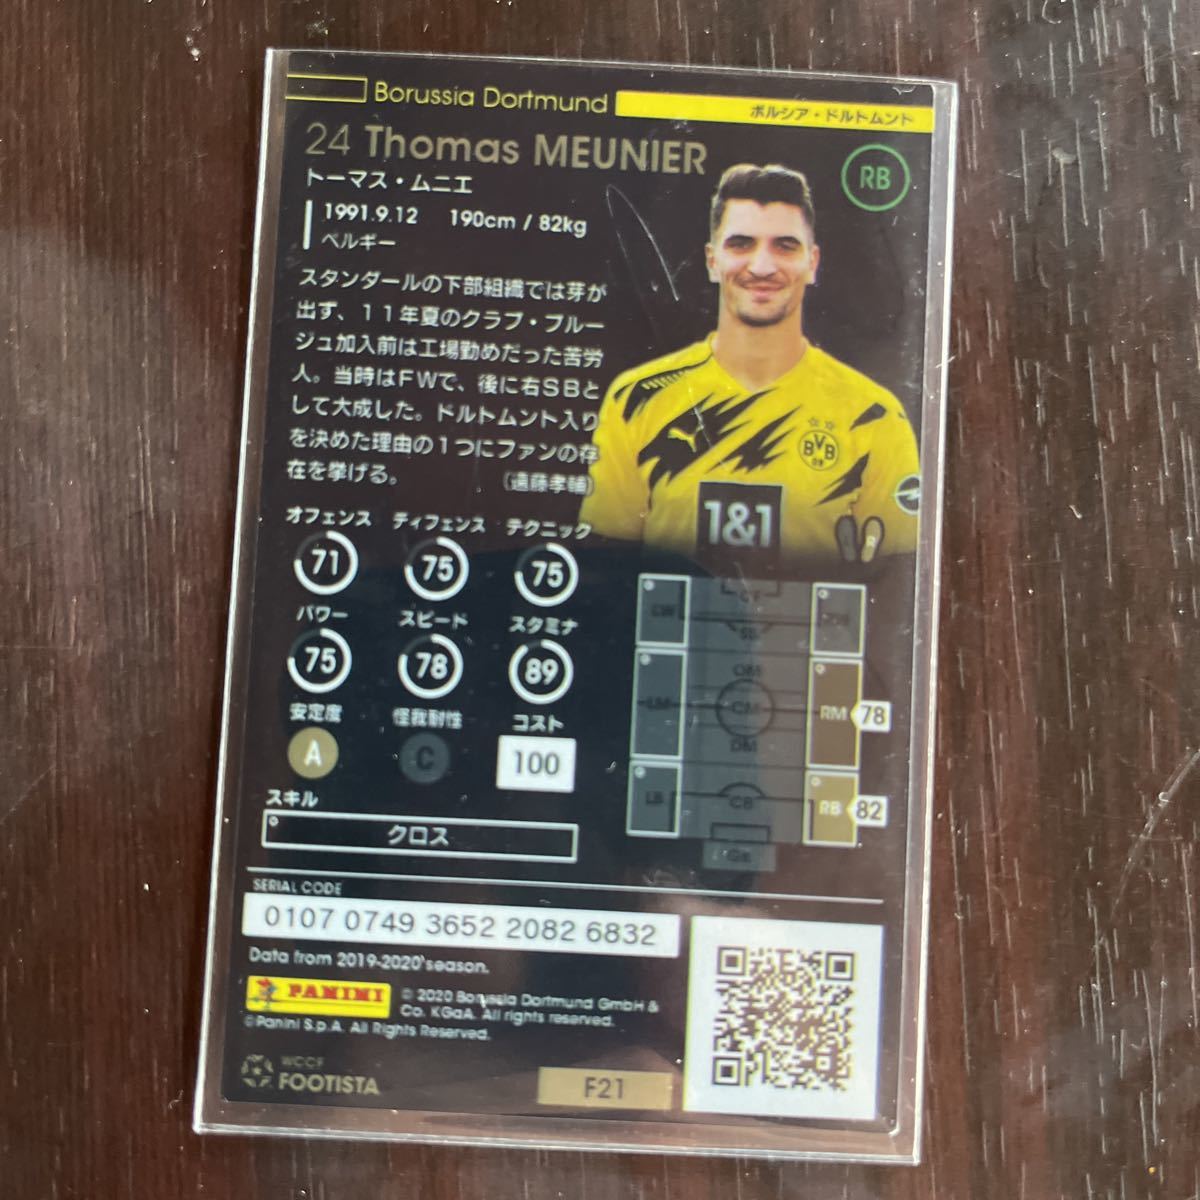 Borussia Dortmund
ボルシア・ドルトムント
24 Thomas MEUNIER
トーマス・ムニエ
RB
1991.9.12 190cm / 82kg
ベルギー
スタンダールの下部組織では芽が
出ず、11年夏のクラブ・ブルー
ジュ加入前は工場勤めだった苦労
人。当時はFWで、後に右SBと
して大成した。ドルトムント入り
を決めた理由の1つにファンの存
在を挙げる。 (遠藤孝輔)
BVB
09
1&1
オフェンス ディフェンス テクニック
71 75 75
パワー スピード スタミナ
75 78 89
安定度 怪我耐性 コスト
A C 100
CF
SS
OM
LM CM RM 78
DM
LB CB RB 82
GK
スキル
クロス
SERIAL CODE
0107 0749 3652 2082 6832
Data from 2019-2020 season.
PANINI
© 2020 Borussia Dortmund GmbH &
Co. KGaA. All rights reserved.
©Panini S.p.A. All Rights Reserved.
WCCF
FOOTISTA
F21